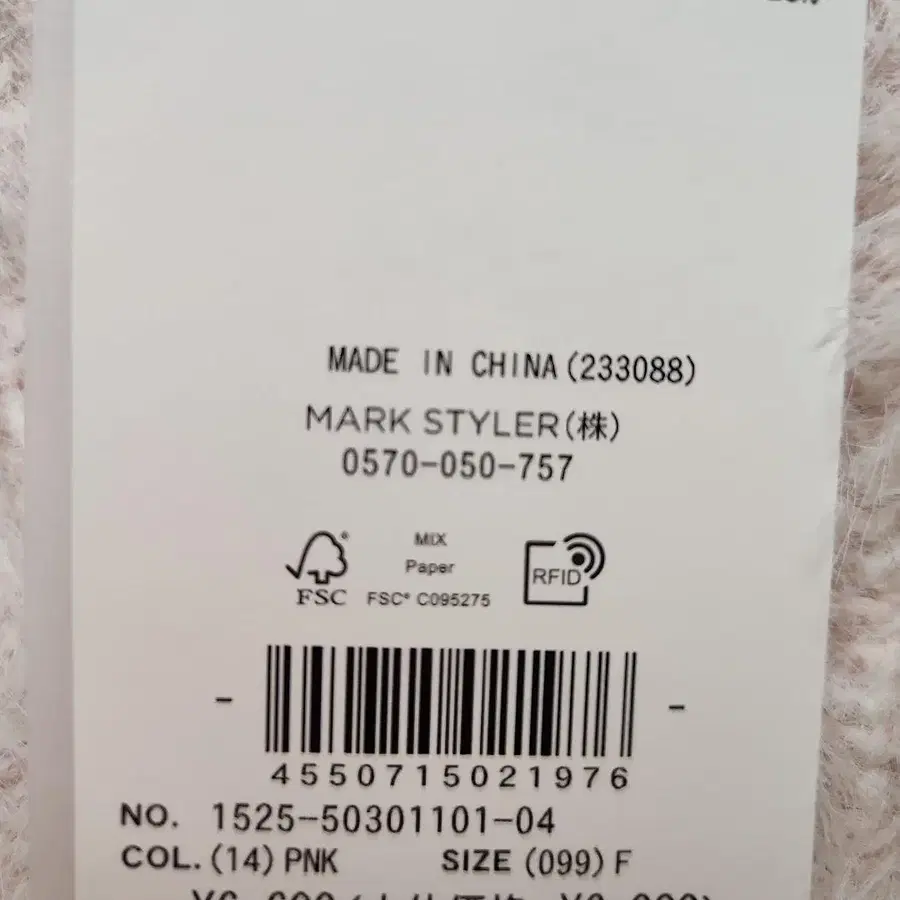 MADE IN CHINA(233088)
MARK STYLER(株)
0570-050-757
MIX
Paper
FSC FSC® C095275
RFID
- -
4550715021976
NO. 1525-50301101-04
COL.(14)PNK SIZE(099)F